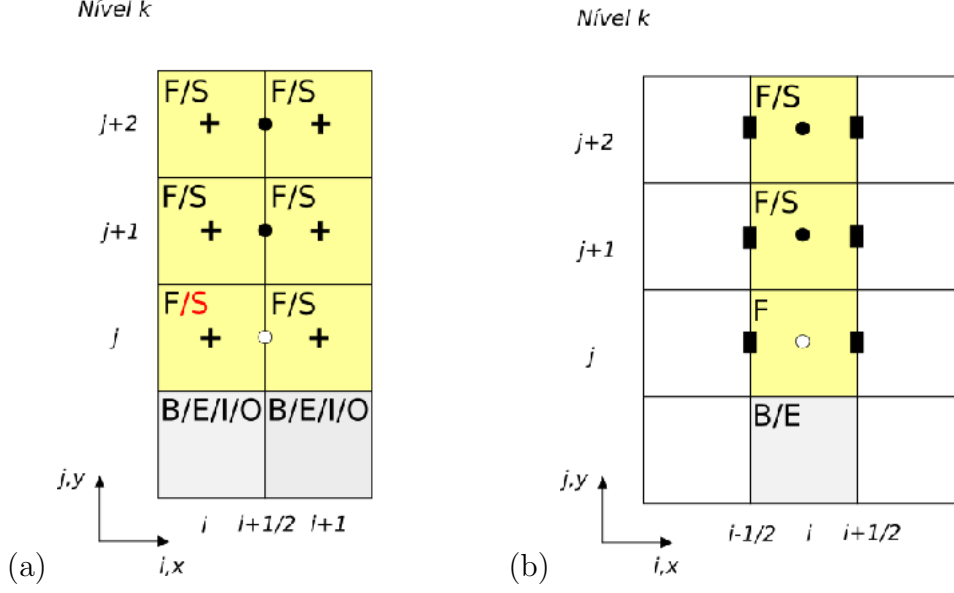 Nível k
F/S F/S
j+2
F/S F/S
j+1
F/S F/S
j
B/E/I/O B/E/I/O
j,y
i i+1/2 i+1
i,x
(a)
Nível k
F/S
j+2
F/S
j+1
F
j
B/E
j,y
i-1/2 i i+1/2
i,x
(b)